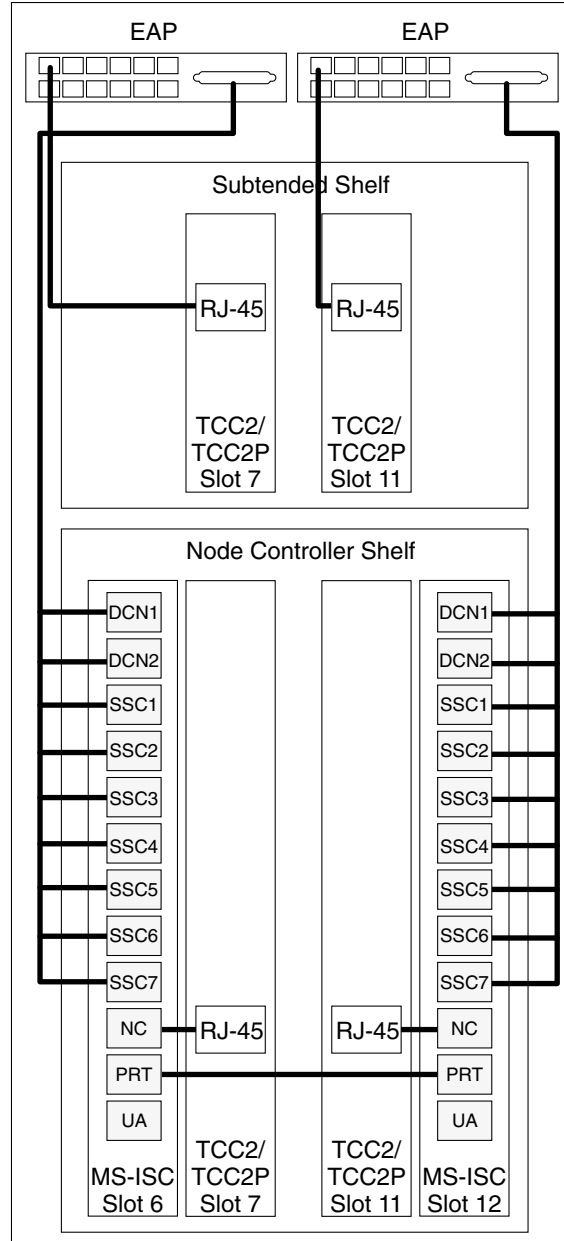 EAP
EAP
Subtended Shelf
RJ-45
RJ-45
TCC2/
TCC2P
Slot 7
TCC2/
TCC2P
Slot 11
Node Controller Shelf
DCN1
DCN2
SSC1
SSC2
SSC3
SSC4
SSC5
SSC6
SSC7
NC
PRT
UA
MS-ISC
Slot 6
RJ-45
TCC2/
TCC2P
Slot 7
RJ-45
TCC2/
TCC2P
Slot 11
DCN1
DCN2
SSC1
SSC2
SSC3
SSC4
SSC5
SSC6
SSC7
NC
PRT
UA
MS-ISC
Slot 12
145706